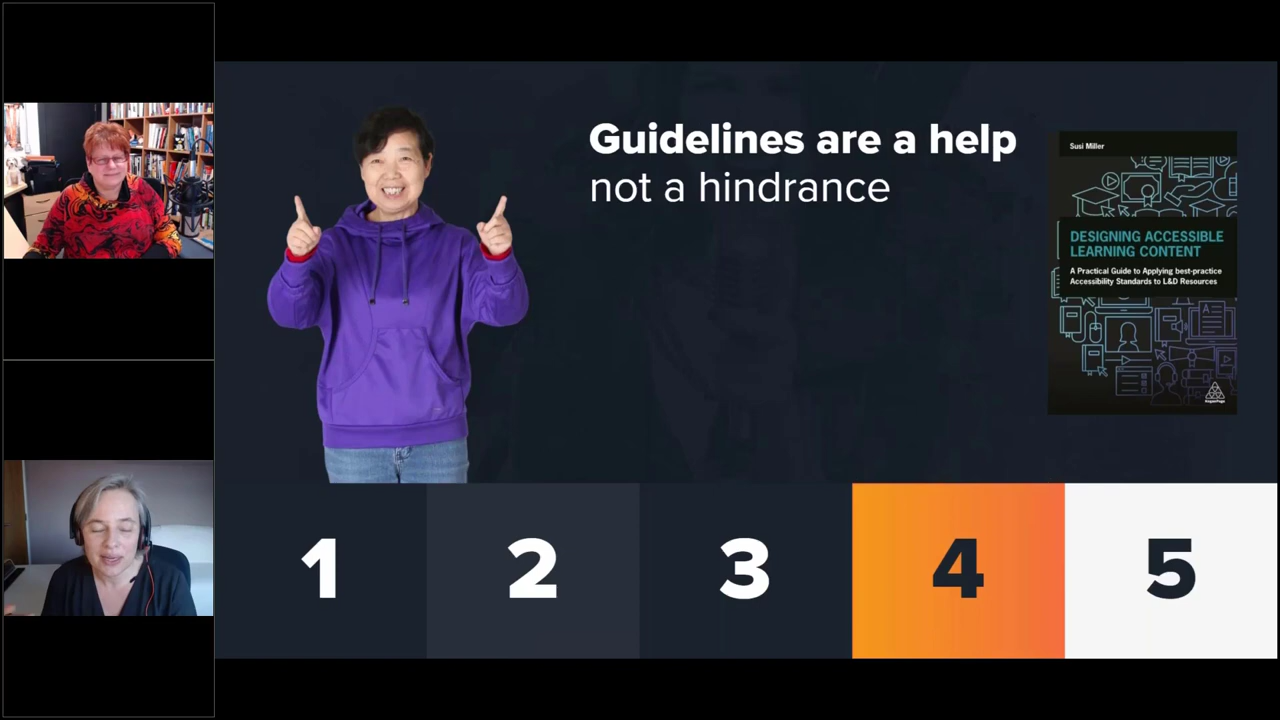 Guidelines are a help
not a hindrance
Susi Miller
DESIGNING ACCESSIBLE
LEARNING CONTENT
A Practical Guide to Applying best-practice
Accessibility Standards to L&D Resources
KoganPage
1
2
3
4
5